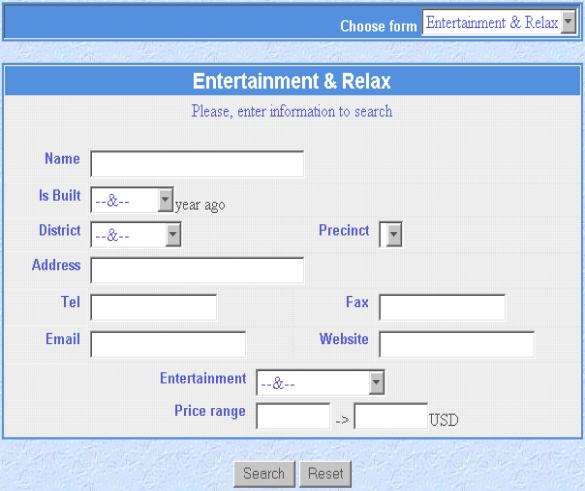 Choose form Entertainment & Relax
Entertainment & Relax
Please, enter information to search
Name
Is Built --&-- year ago
District --&-- Precinct
Address
Tel Fax
Email Website
Entertainment --&--
Price range -> USD
Search Reset